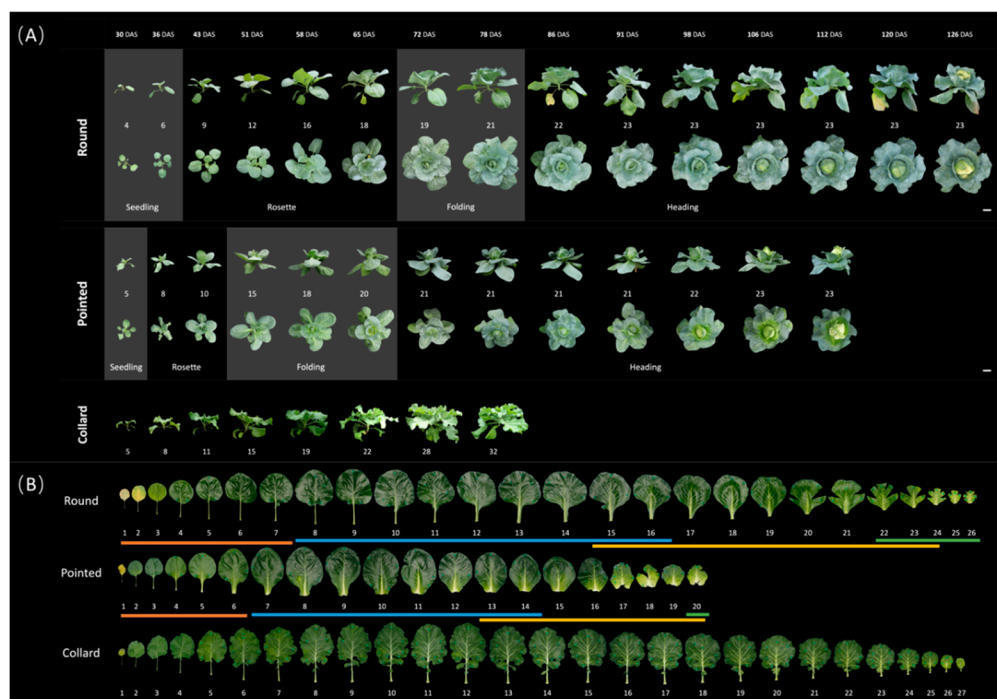 (A)
30 DAS 36 DAS 43 DAS 51 DAS 58 DAS 65 DAS 72 DAS 78 DAS 86 DAS 91 DAS 98 DAS 106 DAS 112 DAS 120 DAS 126 DAS
Round
4 6 9 12 16 18 19 21 22 23 23 23 23 23 23
Seedling Rosette Folding Heading
Pointed
5 8 10 15 18 20 21 21 21 21 22 23 23
Seedling Rosette Folding Heading
Collard
5 8 11 15 19 22 28 32
(B)
Round
1 2 3 4 5 6 7 8 9 10 11 12 13 14 15 16 17 18 19 20 21 22 23 24 25 26
Pointed
1 2 3 4 5 6 7 8 9 10 11 12 13 14 15 16 17 18 19 20
Collard
1 2 3 4 5 6 7 8 9 10 11 12 13 14 15 16 17 18 19 20 21 22 23 24 25 26 27